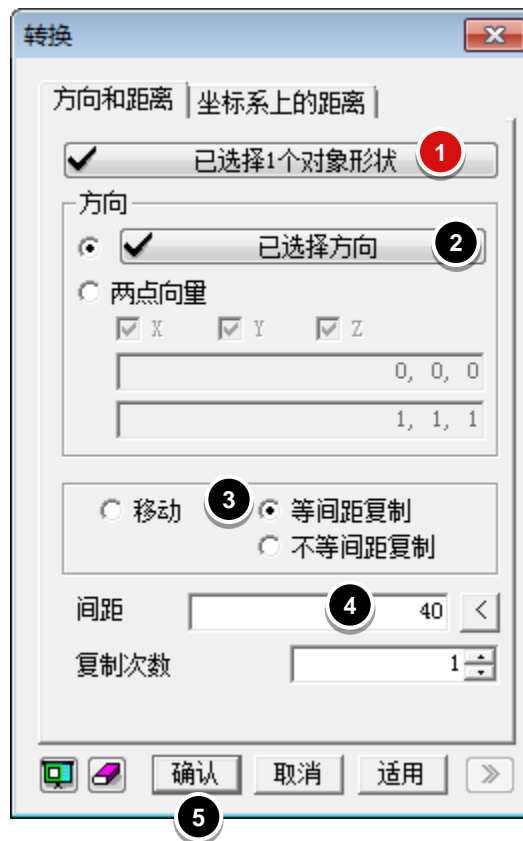 转换
方向和距离 坐标系上的距离
已选择1个对象形状 1
方向
已选择方向 2
两点向量
X Y Z
0, 0, 0
1, 1, 1
移动 3 等间距复制
不等间距复制
间距 4 40 <
复制次数 1
确认 取消 适用 >>
5